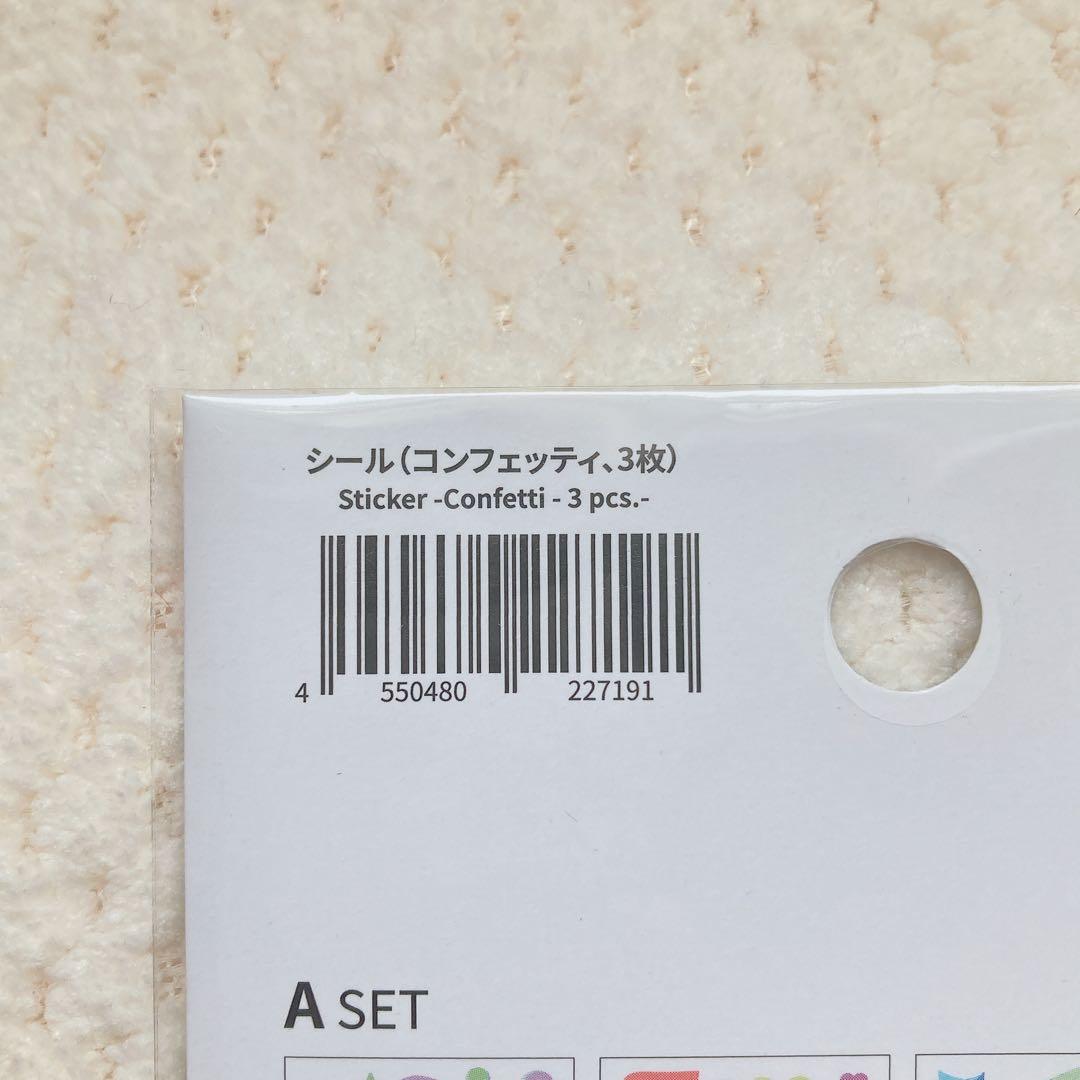 シール（コンフェッティ、3枚）
Sticker -Confetti - 3 pcs.-
4 550480 227191
A SET